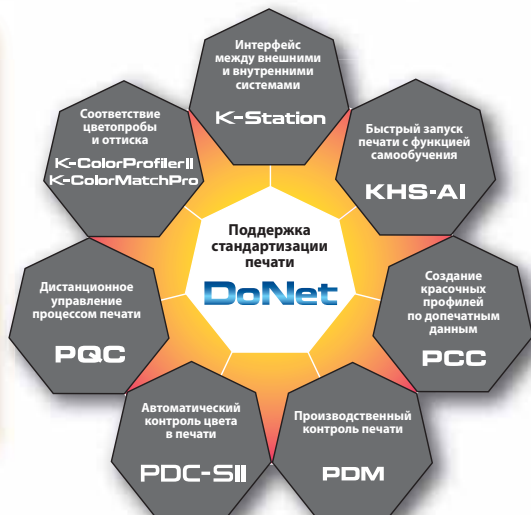 Интерфейс
между внешними
и внутренними
системами
K-Station
Быстрый запуск
печати с функцией
самообучения
KHS-AI
Создание
красочных
профилей
по допечатным
данным
PCC
Производственный
контроль печати
PDM
Автоматический
контроль цвета
в печати
PDC-SII
Дистанционное
управление
процессом печати
PQC
Соответствие
цветопробы
и оттиска
K-ColorProfilerII
K-ColorMatchPro
Поддержка
стандартизации
печати
DoNet